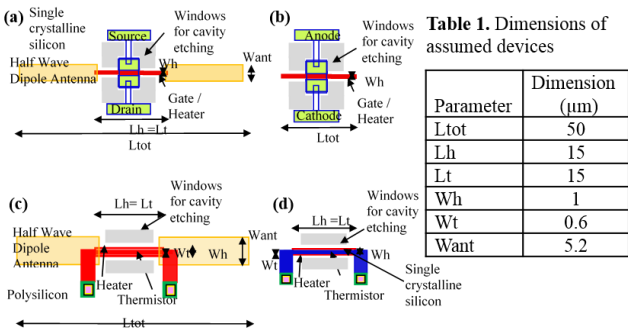 (a)
Single
crystalline
silicon
Source
Windows
for cavity
etching
Half Wave
Dipole Antenna
Wh
Want
Drain
Gate /
Heater
Lh =Lt
Ltot
(b)
Anode
Windows
for cavity
etching
Wh
Gate /
Heater
Cathode
Ltot
Table 1. Dimensions of
assumed devices
Parameter Dimension
(μm)
Ltot 50
Lh 15
Lt 15
Wh 1
Wt 0.6
Want 5.2
(c)
Lh= Lt
Windows
for cavity
etching
Half Wave
Dipole
Antenna
Want
Wt Wh
Heater
Thermistor
Polysilicon
Ltot
(d)
Windows
for cavity
etching
Lh =Lt
Wt
Wh
Heater
Thermistor
Single
crystalline
silicon